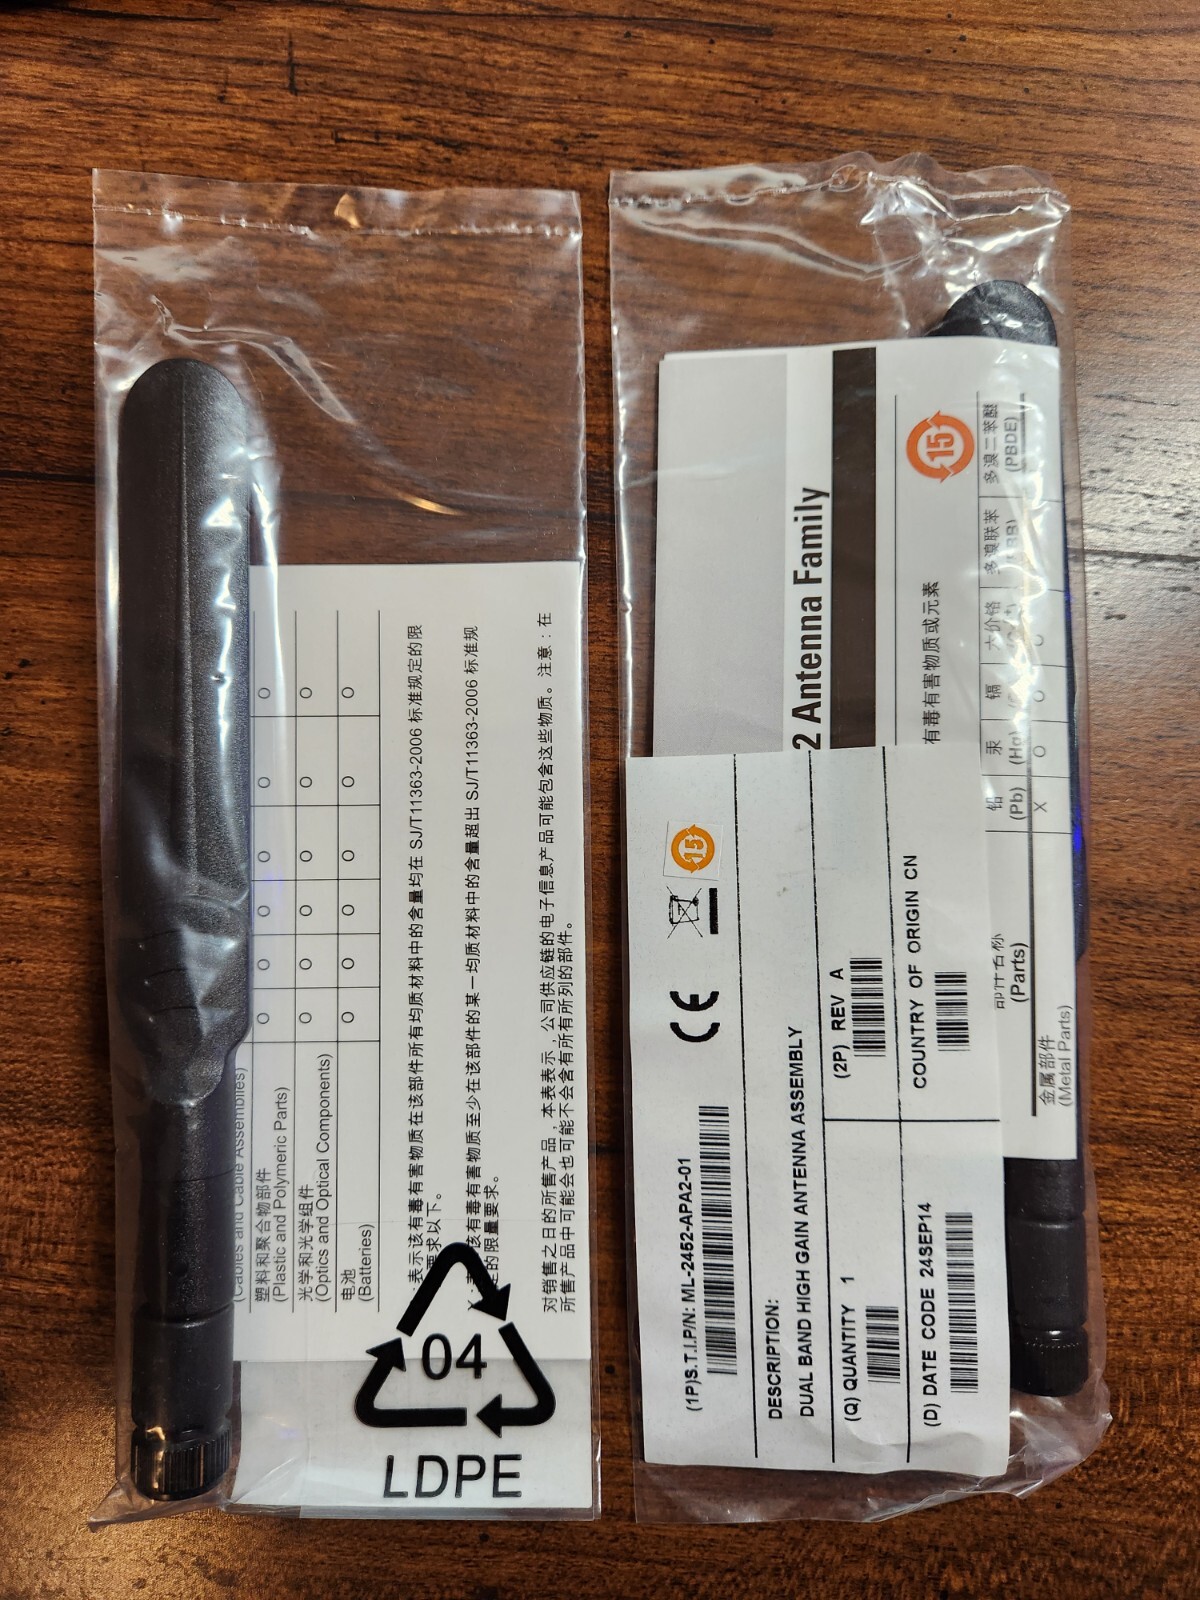 (Cables and Cable Assemblies)
O O O O O O
塑料和聚合物部件
(Plastic and Polymeric Parts)
O O O O O O
光学和光学组件
(Optics and Optical Components)
O O O O O O
电池
(Batteries)
表示该有毒有害物质在该部件所有均质材料中的含量均在 SJ/T11363-2006 标准规定的限
要求以下。
该有毒有害物质至少在该部件的某一均质材料中的含量超出 SJ/T11363-2006 标准规
定的限量要求。
对销售之日的所售产品，本表表示，公司供应链的电子信息产品可能包含这些物质。注意：在
所售产品中可能会也可能不会含有所有所列的部件。
04
LDPE
2 Antenna Family
15
有毒有害物质或元素
部件名称
(Parts)
铅
(Pb)
汞
(Hg)
镉
六价铬
多溴联苯
多溴二苯醚
(PBDE)
金属部件
(Metal Parts)
X O O O
15
CE
(1P)S.T.I.P/N: ML-2452-APA2-01
DESCRIPTION:
DUAL BAND HIGH GAIN ANTENNA ASSEMBLY
(Q) QUANTITY 1
(2P) REV A
(D) DATE CODE 24SEP14
COUNTRY OF ORIGIN CN